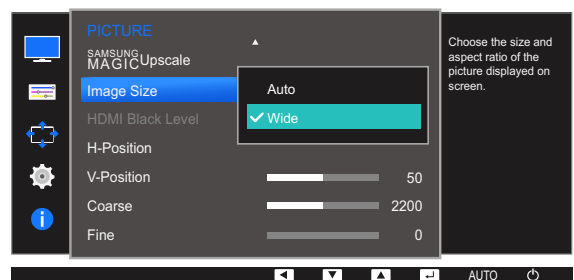 PICTURE
SAMSUNG
MAGIC Upscale
Image Size
HDMI Black Level
H-Position
V-Position 50
Coarse 2200
Fine 0
Auto
Wide
Choose the size and
aspect ratio of the
picture displayed on
screen.
AUTO